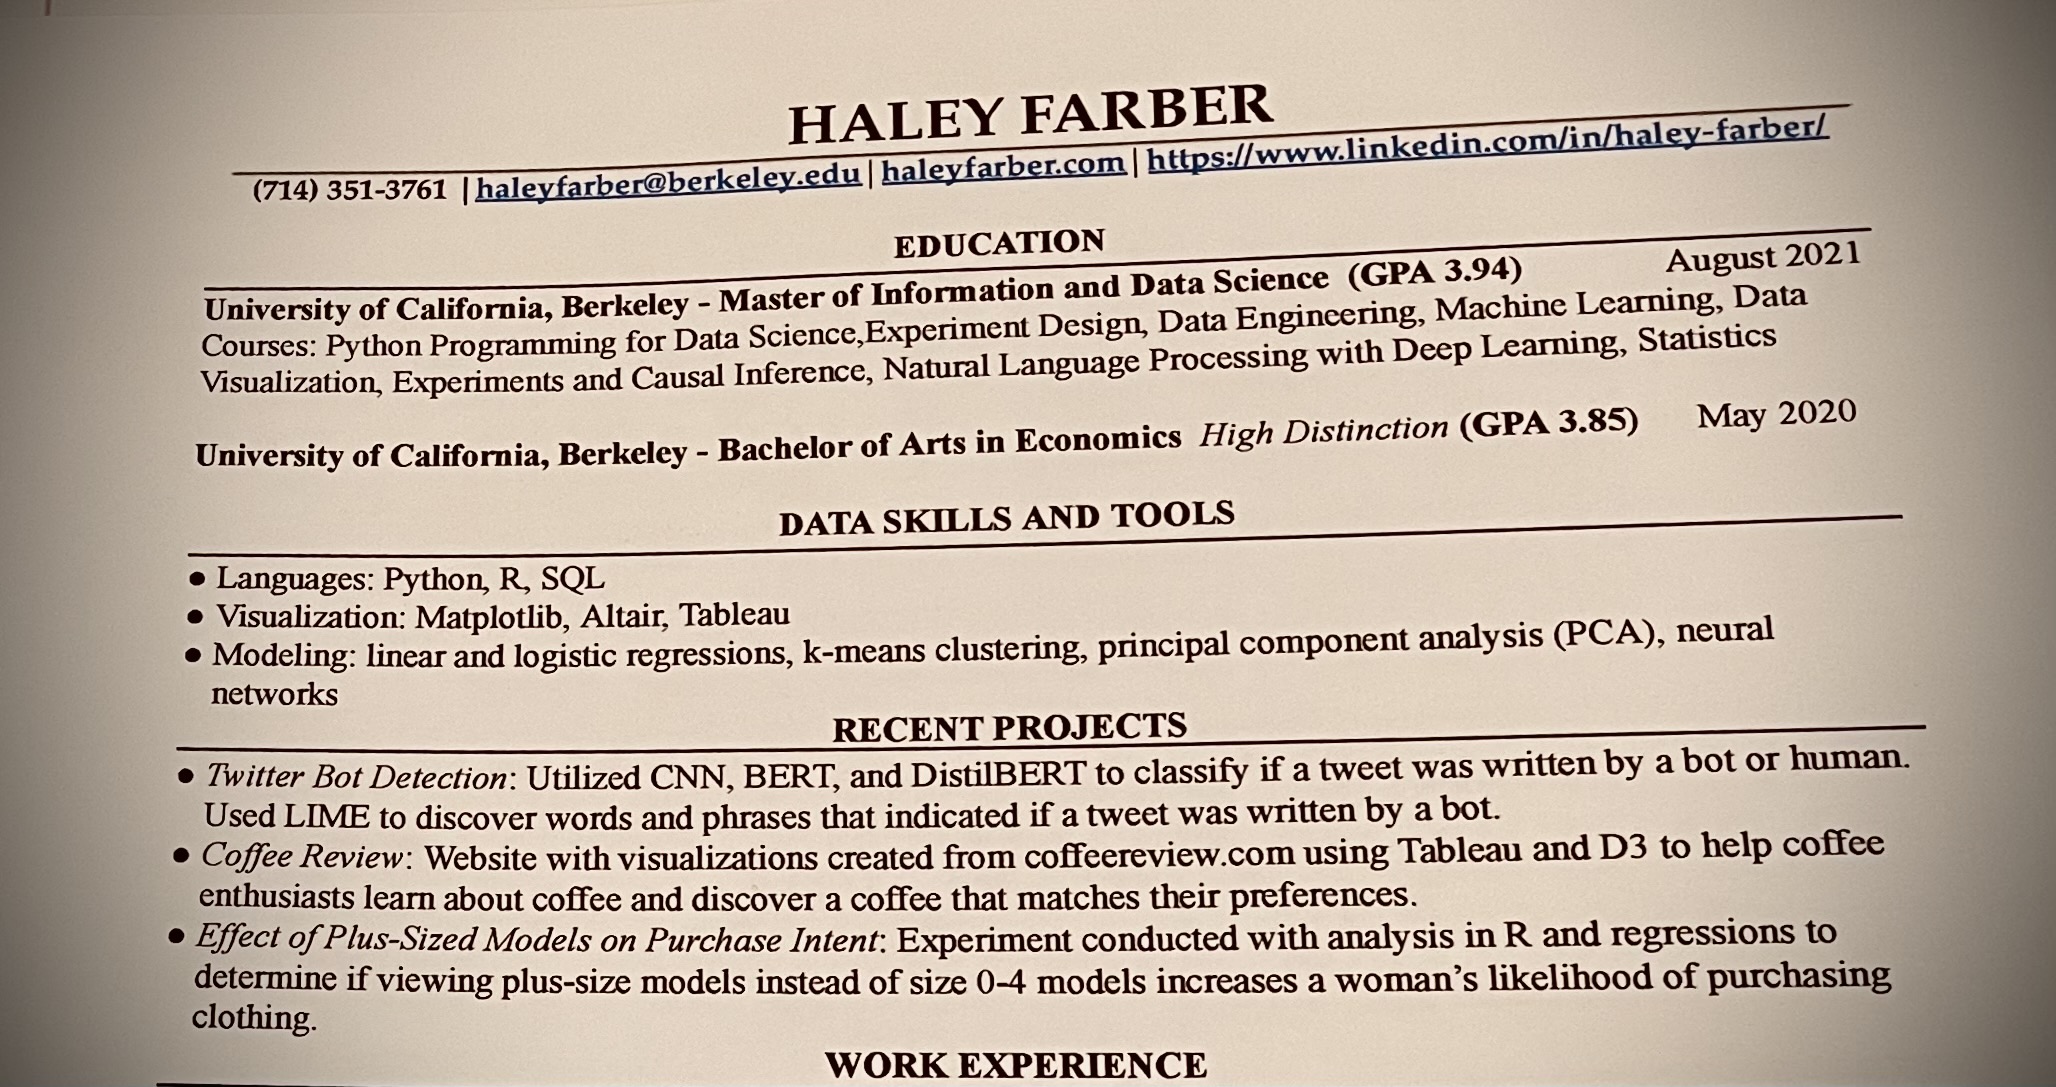 HALEY FARBER
(714) 351-3761 | haleyfarber@berkeley.edu | haleyfarber.com | https://www.linkedin.com/in/haley-farber/
EDUCATION
University of California, Berkeley - Master of Information and Data Science (GPA 3.94) August 2021
Courses: Python Programming for Data Science,Experiment Design, Data Engineering, Machine Learning, Data
Visualization, Experiments and Causal Inference, Natural Language Processing with Deep Learning, Statistics
University of California, Berkeley - Bachelor of Arts in Economics High Distinction (GPA 3.85) May 2020
DATA SKILLS AND TOOLS
● Languages: Python, R, SQL
● Visualization: Matplotlib, Altair, Tableau
● Modeling: linear and logistic regressions, k-means clustering, principal component analysis (PCA), neural
networks
RECENT PROJECTS
● Twitter Bot Detection: Utilized CNN, BERT, and DistilBERT to classify if a tweet was written by a bot or human.
Used LIME to discover words and phrases that indicated if a tweet was written by a bot.
● Coffee Review: Website with visualizations created from coffeereview.com using Tableau and D3 to help coffee
enthusiasts learn about coffee and discover a coffee that matches their preferences.
● Effect of Plus-Sized Models on Purchase Intent: Experiment conducted with analysis in R and regressions to
determine if viewing plus-size models instead of size 0-4 models increases a woman's likelihood of purchasing
clothing.
WORK EXPERIENCE